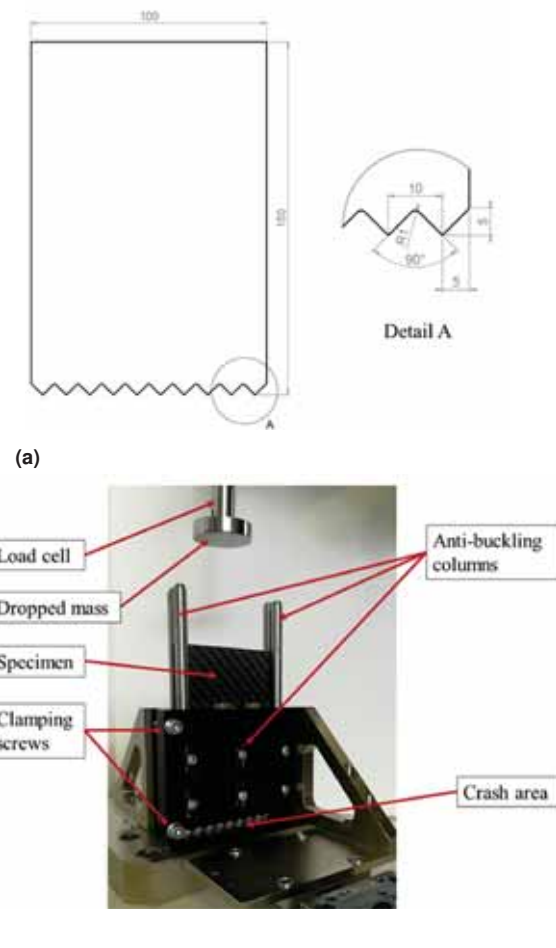 100
150
10
5
R1
90°
5
Detail A
A
(a)
Load cell
Anti-buckling
columns
Dropped mass
Specimen
Clamping
screws
Crash area